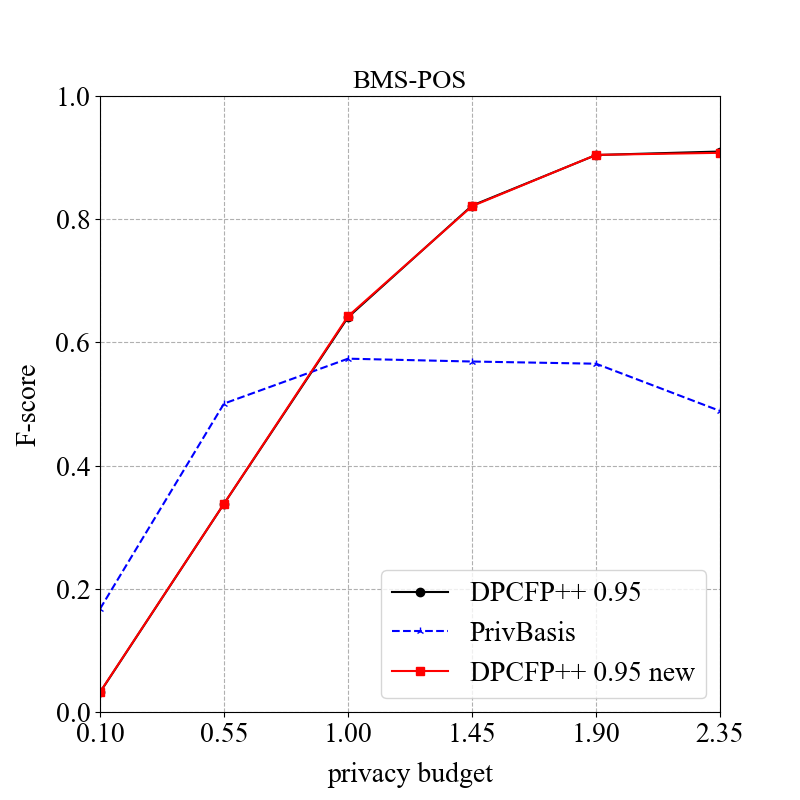 BMS-POS
1.0
0.8
0.6
0.4
0.2
0.0
F-score
DPCFP++ 0.95
PrivBasis
DPCFP++ 0.95 new
0.10 0.55 1.00 1.45 1.90 2.35
privacy budget